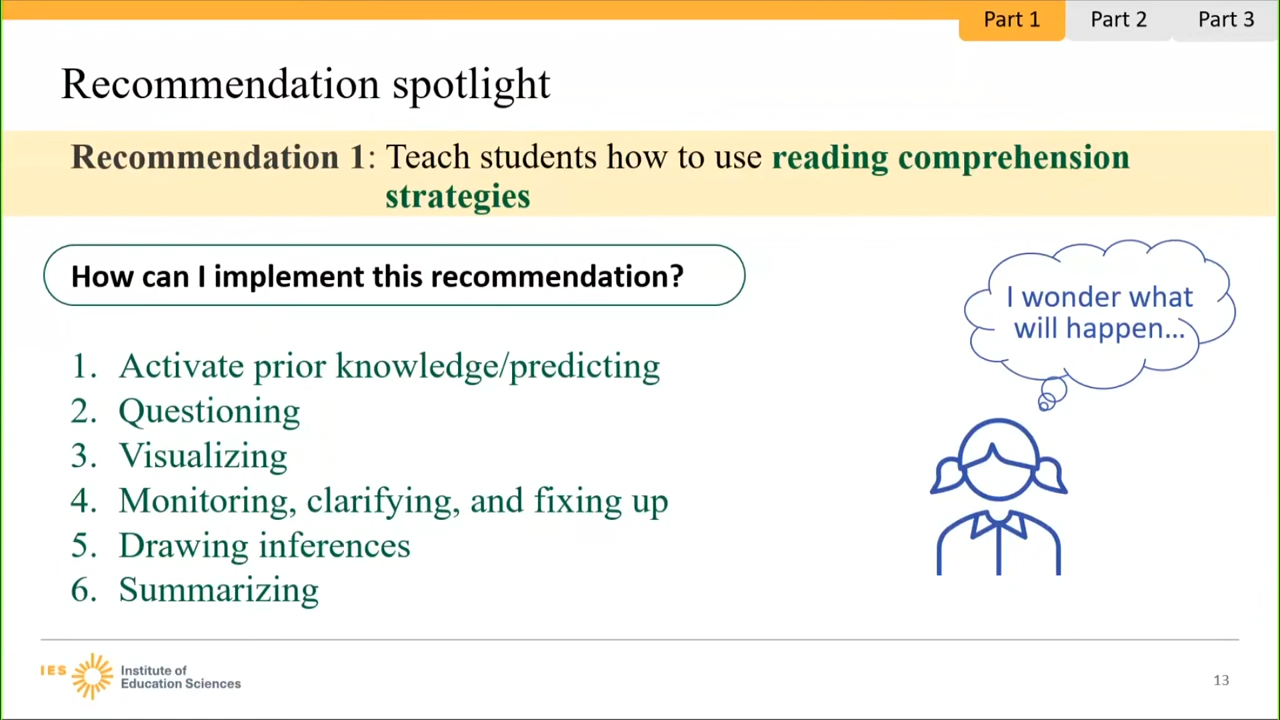 Part 1 Part 2 Part 3
Recommendation spotlight
Recommendation 1: Teach students how to use reading comprehension
strategies
How can I implement this recommendation?
I wonder what
will happen...
1. Activate prior knowledge/predicting
2. Questioning
3. Visualizing
4. Monitoring, clarifying, and fixing up
5. Drawing inferences
6. Summarizing
IES
Institute of
Education Sciences
13